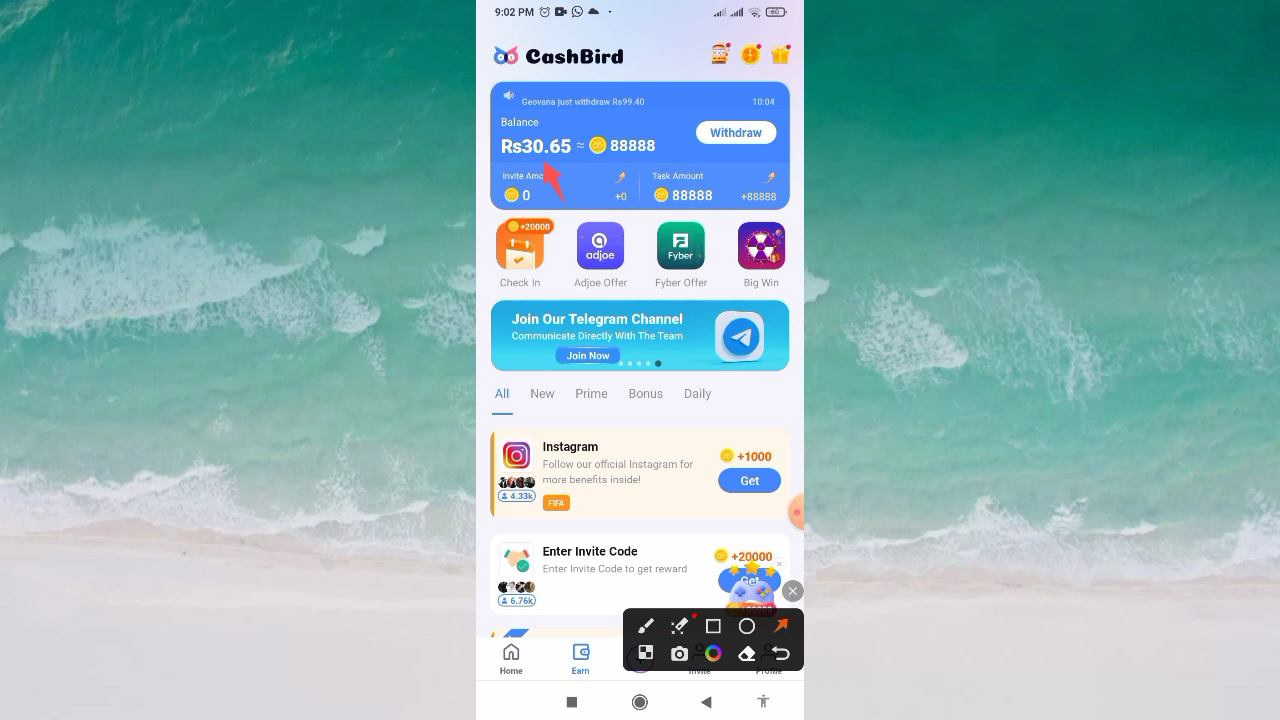 9:02 PM
60
CashBird
Geovana just withdraw Rs99.40 10:04
Balance
Rs30.65 ≈ 88888
Withdraw
Invite Amo
Task Amount
0 +0
88888 +88888
+20000
adjoe
Fyber
Check In
Adjoe Offer
Fyber Offer
Big Win
Join Our Telegram Channel
Communicate Directly With The Team
Join Now
All New Prime Bonus Daily
Instagram
Follow our official Instagram for
more benefits inside!
4.33k
FIFA
+1000
Get
Enter Invite Code
Enter Invite Code to get reward
6.76k
+20000
Get
Home
Earn
Invite
Profile